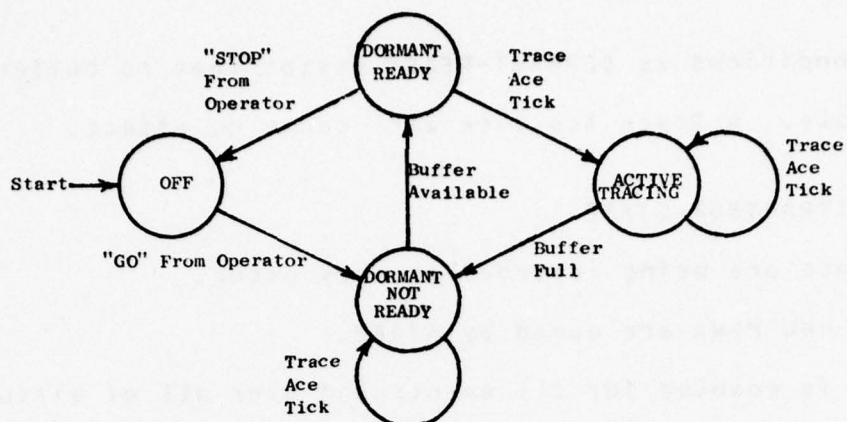 "STOP"
From
Operator
DORMANT
READY
Trace
Ace
Tick
Start
OFF
Buffer
Available
ACTIVE
TRACING
Trace
Ace
Tick
"GO" From Operator
DORMANT
NOT
READY
Buffer
Full
Trace
Ace
Tick